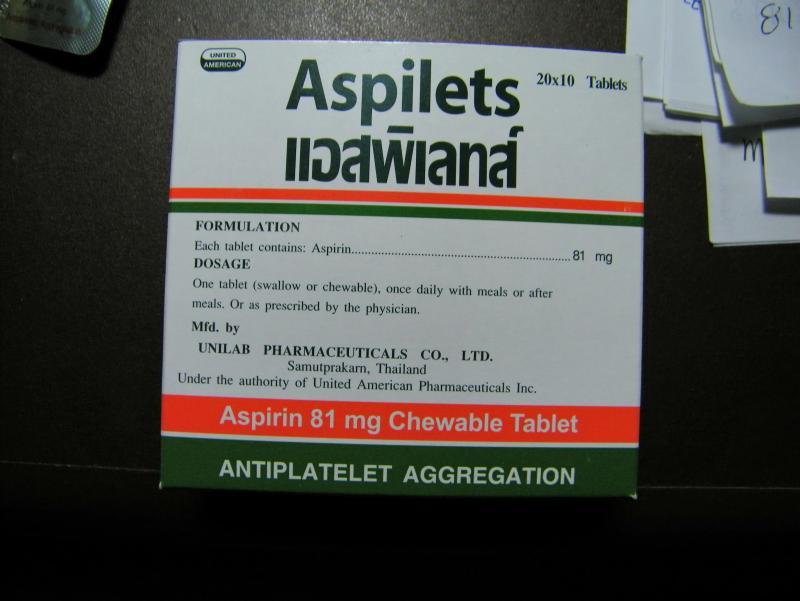 UNITED
AMERICAN
Aspilets
20x10 Tablets
แอสพิเลทส์
FORMULATION
Each tablet contains: Aspirin........................................................................81 mg
DOSAGE
One tablet (swallow or chewable), once daily with meals or after
meals. Or as prescribed by the physician.
Mfd. by
UNILAB PHARMACEUTICALS CO., LTD.
Samutprakarn, Thailand
Under the authority of United American Pharmaceuticals Inc.
Aspirin 81 mg Chewable Tablet
ANTIPLATELET AGGREGATION
81
m